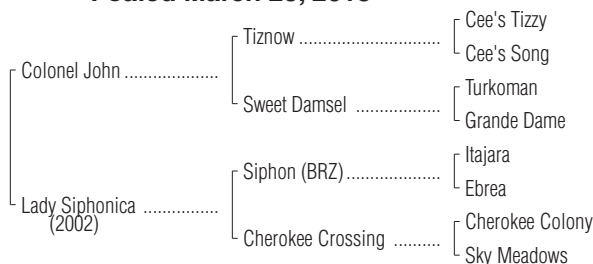 Cee's Tizzy
Tiznow
Cee's Song
Colonel John
Turkoman
Sweet Damsel
Grande Dame
Itajara
Siphon (BRZ)
Ebrea
Lady Siphonica
(2002)
Cherokee Colony
Cherokee Crossing
Sky Meadows